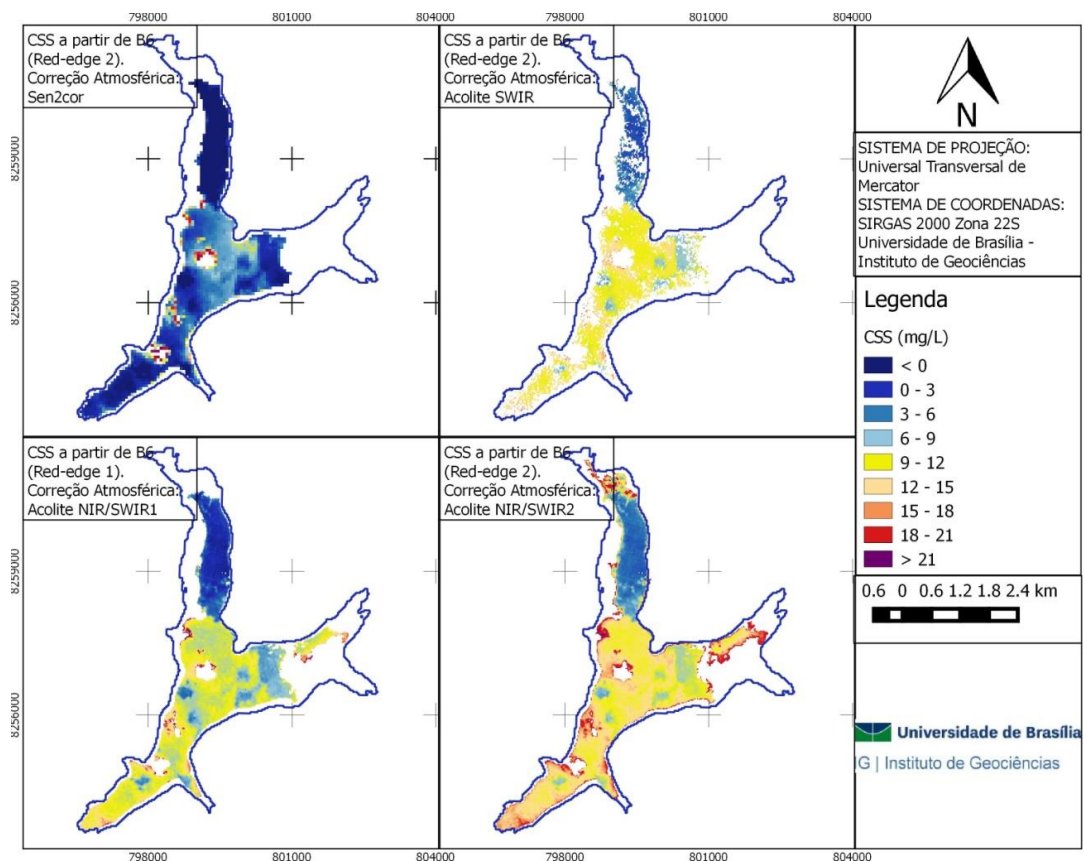 798000 801000 804000 798000 801000 804000
CSS a partir de B6
(Red-edge 2).
Correção Atmosférica:
Sen2cor
CSS a partir de B6
(Red-edge 2).
Correção Atmosférica:
Acolite SWIR
N
SISTEMA DE PROJEÇÃO:
Universal Transversal de
Mercator
SISTEMA DE COORDENADAS:
SIRGAS 2000 Zona 22S
Universidade de Brasília -
Instituto de Geociências
8259000
8256000
Legenda
CSS (mg/L)
< 0
0 - 3
3 - 6
6 - 9
9 - 12
12 - 15
15 - 18
18 - 21
> 21
CSS a partir de B6
(Red-edge 1).
Correção Atmosférica:
Acolite NIR/SWIR1
CSS a partir de B6
(Red-edge 2).
Correção Atmosférica:
Acolite NIR/SWIR2
8259000
8256000
0.6 0 0.6 1.2 1.8 2.4 km
Universidade de Brasília
IG | Instituto de Geociências
798000 801000 804000 798000 801000 804000